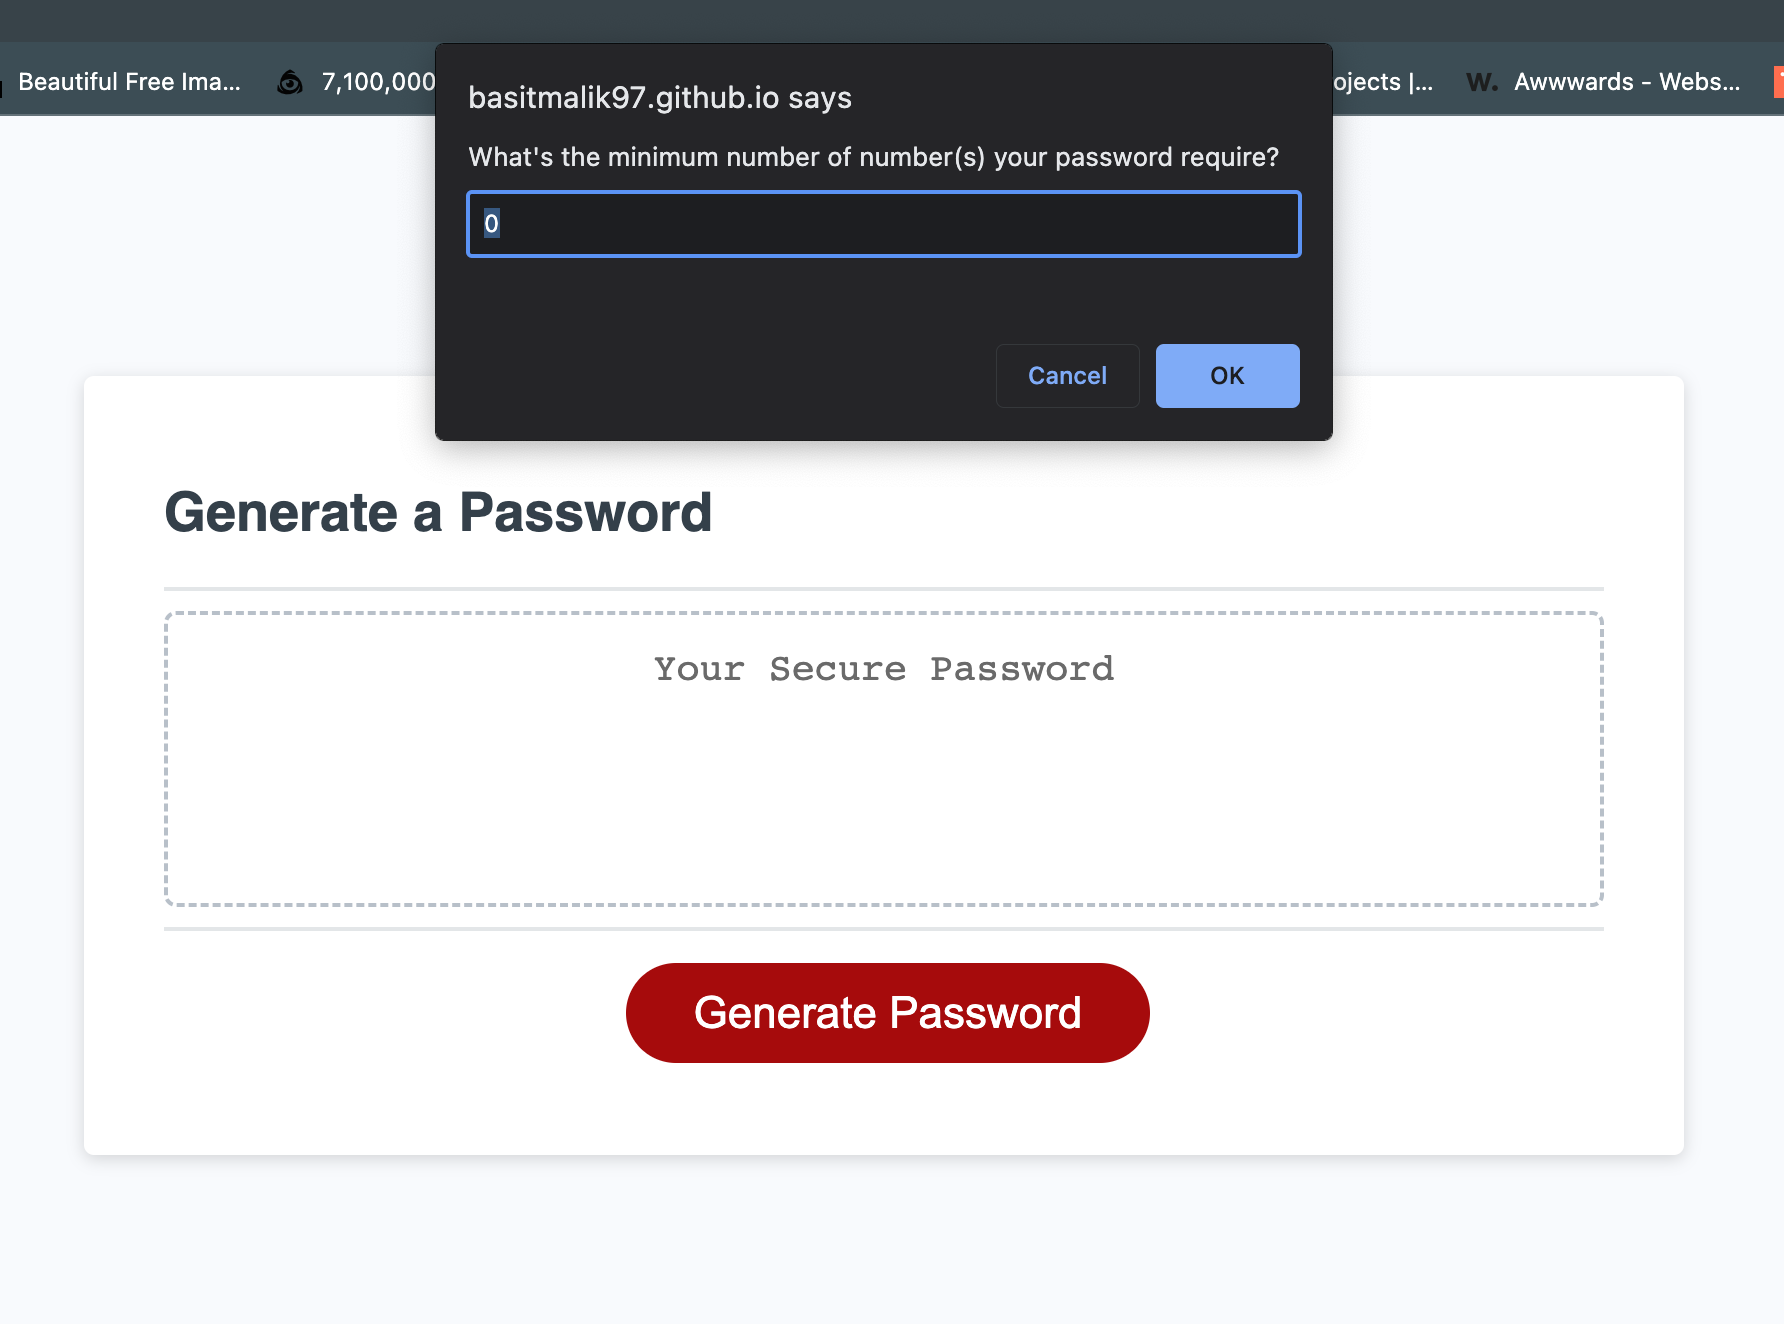 Beautiful Free Ima... 7,100,000 ojects |... W. Awwwards - Webs...
basitmalik97.github.io says
What's the minimum number of number(s) your password require?
0
Cancel OK
Generate a Password
Your Secure Password
Generate Password